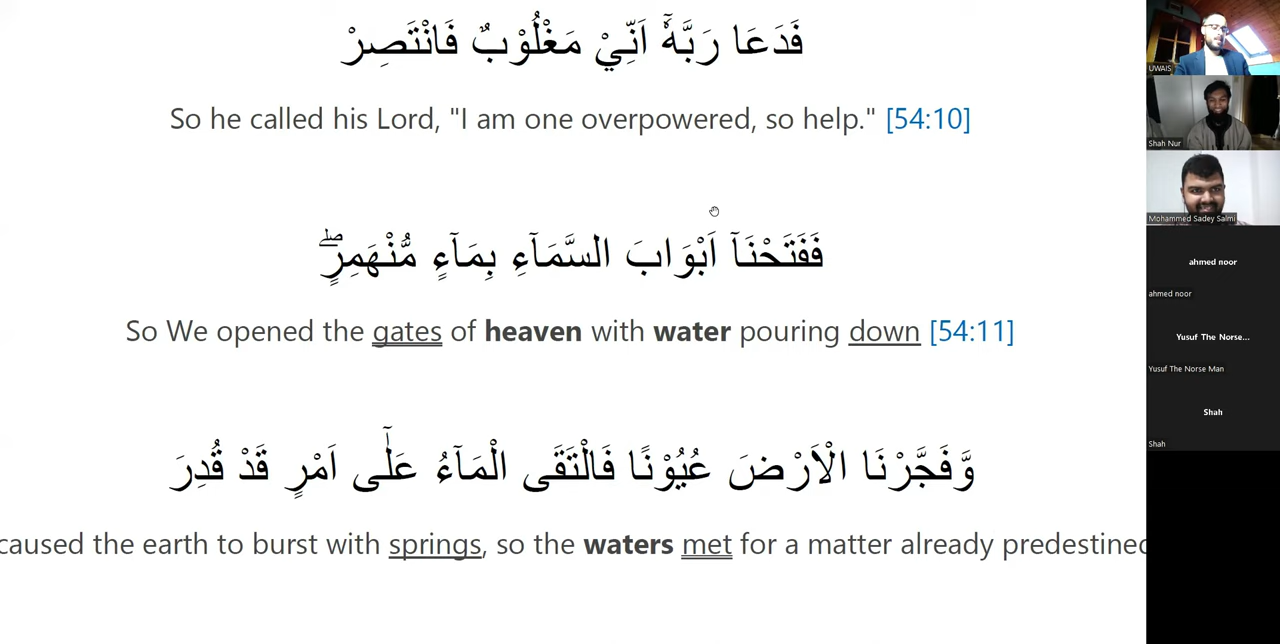 فَدَعَا رَبَّهٗٓ اَنِّيْ مَغْلُوْبٌ فَانْتَصِرْ
So he called his Lord, "I am one overpowered, so help." [54:10]
فَفَتَحْنَآ اَبْوَابَ السَّمَآءِ بِمَآءٍ مُّنْهَمِرٍۖ
So We opened the gates of heaven with water pouring down [54:11]
وَّفَجَّرْنَا الْاَرْضَ عُيُوْنًا فَالْتَقَى الْمَآءُ عَلٰٓى اَمْرٍ قَدْ قُدِرَ
caused the earth to burst with springs, so the waters met for a matter already predestined
UWAIS
Shah Nur
Mohammed Sadey Salmi
ahmed noor
ahmed noor
Yusuf The Norse...
Yusuf The Norse Man
Shah
Shah